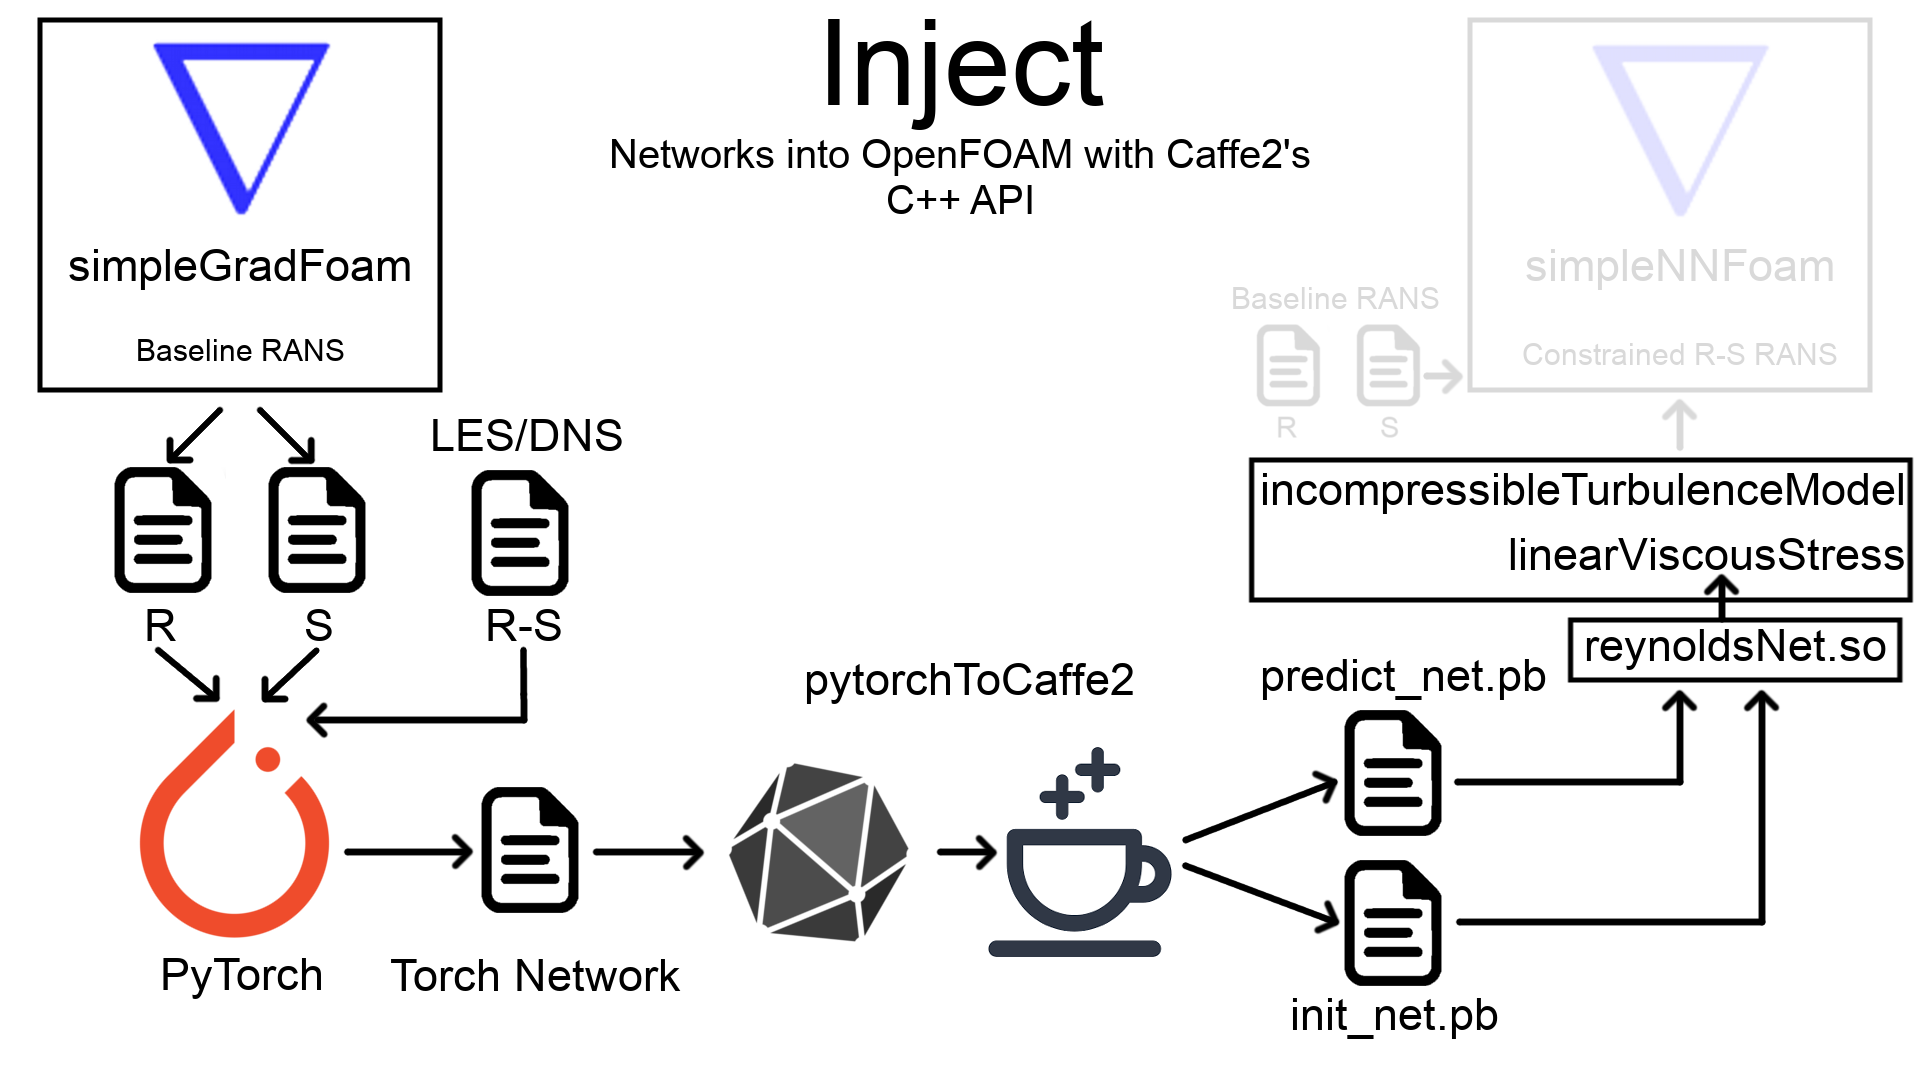 Inject
Networks into OpenFOAM with Caffe2's
C++ API
simpleGradFoam
Baseline RANS
LES/DNS
R
S
R-S
PyTorch
Torch Network
pytorchToCaffe2
predict_net.pb
init_net.pb
reynoldsNet.so
incompressibleTurbulenceModel
linearViscousStress
Baseline RANS
R
S
simpleNNFoam
Constrained R-S RANS